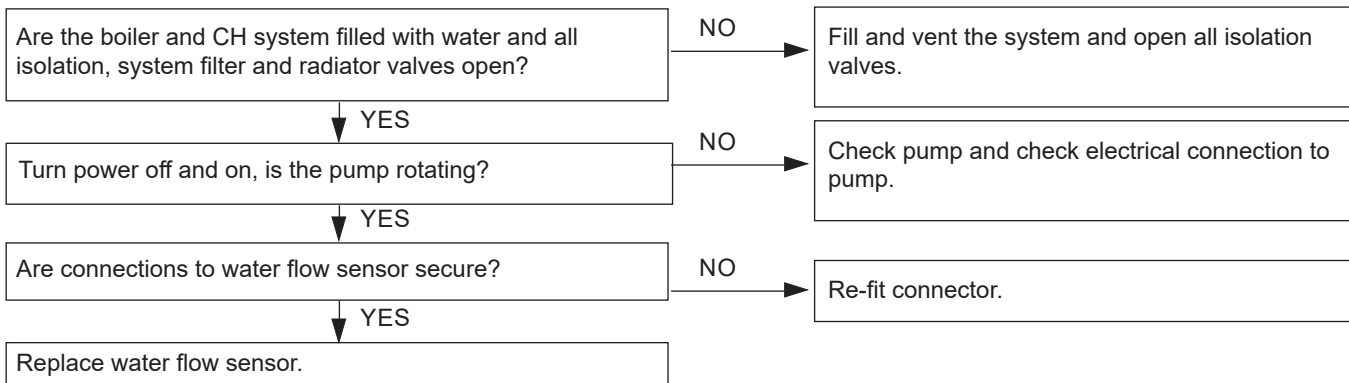 Are the boiler and CH system filled with water and all
isolation, system filter and radiator valves open?
NO
Fill and vent the system and open all isolation
valves.
YES
Turn power off and on, is the pump rotating?
NO
Check pump and check electrical connection to
pump.
YES
Are connections to water flow sensor secure?
NO
Re-fit connector.
YES
Replace water flow sensor.